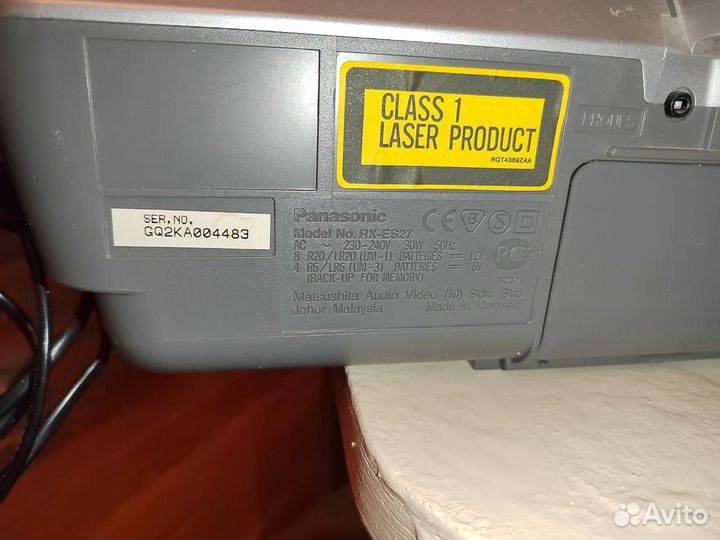 CLASS 1
LASER PRODUCT
RQT4389ZAA
PHONES
SER.NO.
GQ2KA004483
Panasonic
Model No. RX-ES27
AC ~ 230-240V 30W 50Hz
8 R20/LR20 (UM-1) BATTERIES 12V
4 R6/LR6 (UM-3) BATTERIES 6V
(BACK-UP FOR MEMORY)
CE B S
Matsushita Audio Video (M) Sdn. Bhd.
Johor Malaysia Made in Malaysia
Avito